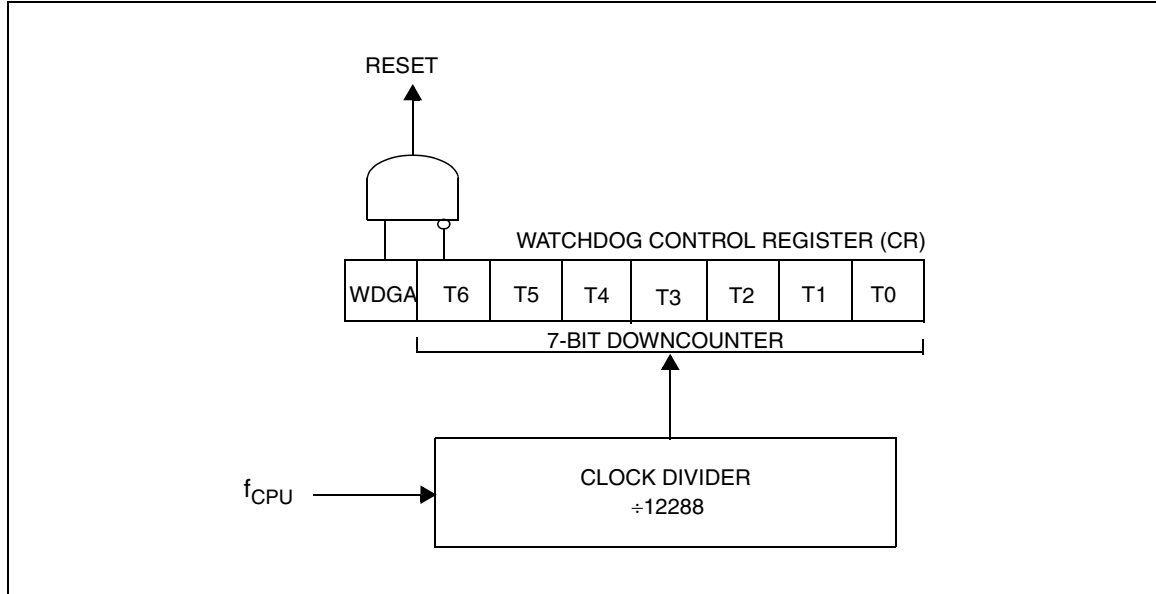 RESET
WATCHDOG CONTROL REGISTER (CR)
WDGA T6 T5 T4 T3 T2 T1 T0
7-BIT DOWNCOUNTER
fCPU
CLOCK DIVIDER
÷12288